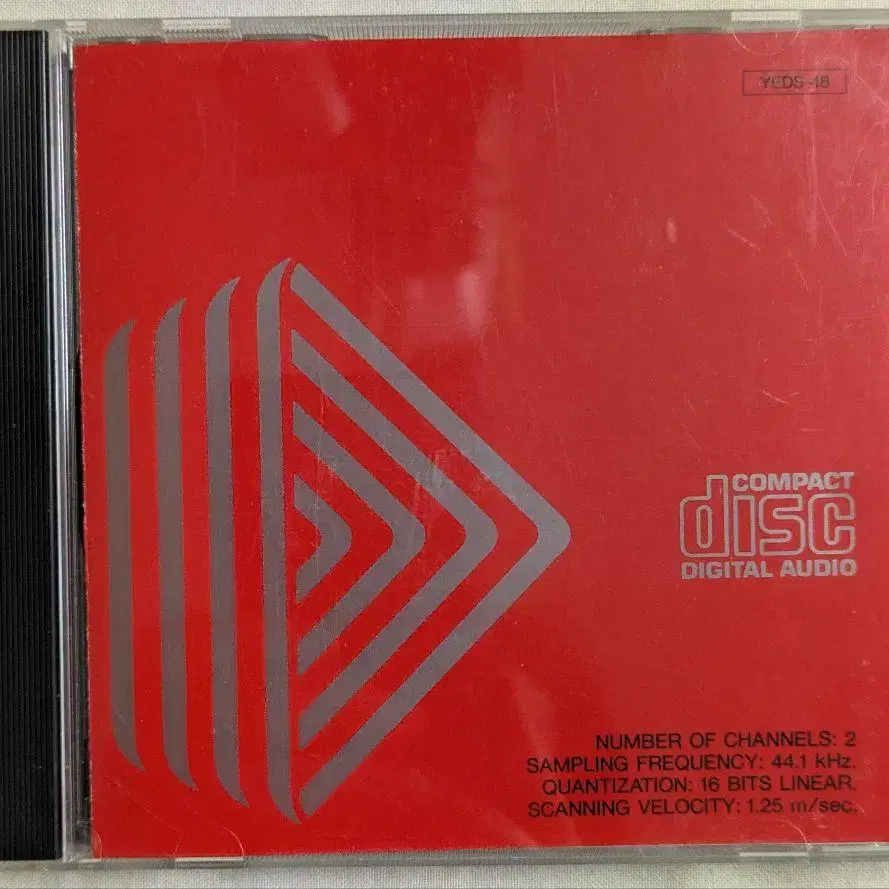 YEDS-18
COMPACT
disc
DIGITAL AUDIO
NUMBER OF CHANNELS: 2
SAMPLING FREQUENCY: 44.1 kHz.
QUANTIZATION: 16 BITS LINEAR.
SCANNING VELOCITY: 1.25 m/sec.